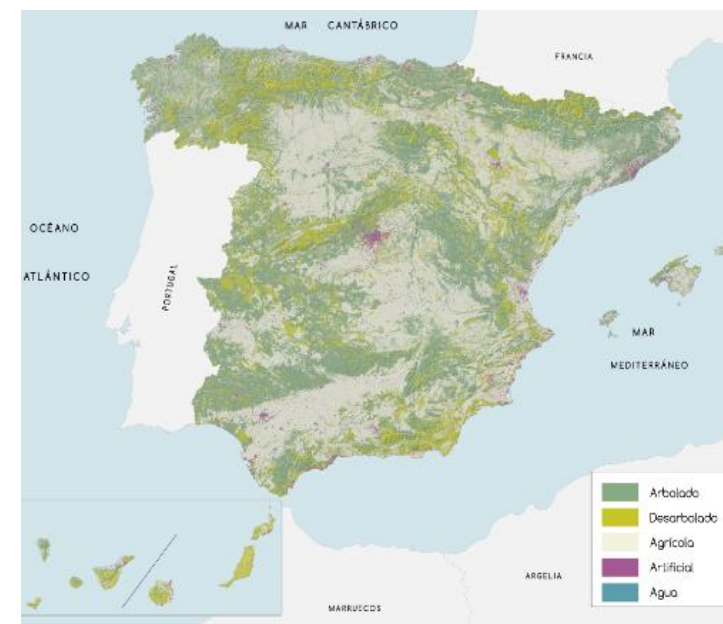 MAR CANTÁBRICO
FRANCIA
OCÉANO
ATLÁNTICO
PORTUGAL
MAR
MEDITERRÁNEO
Arbolado
Desarbolado
Agrícola
Artificial
Agua
ARGELIA
MARRUECOS